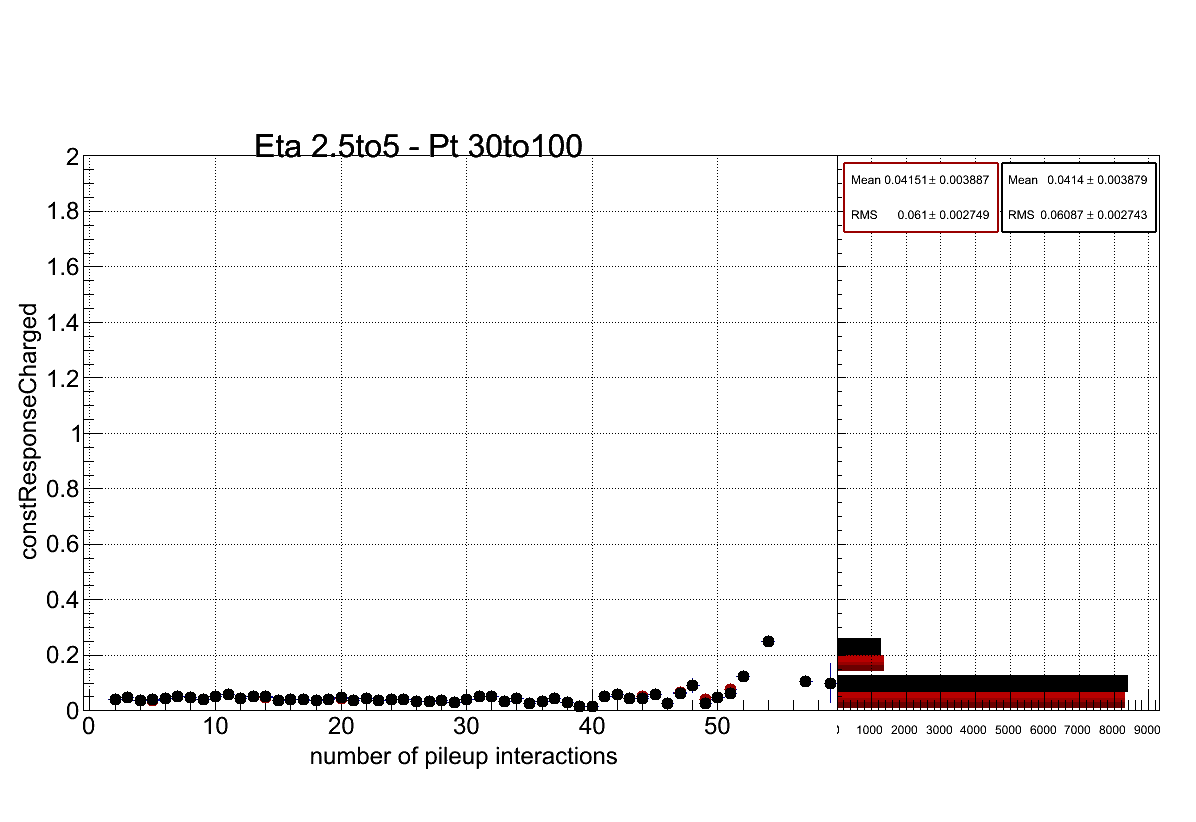 Eta 2.5to5 - Pt 30to100
constResponseCharged
2
1.8
1.6
1.4
1.2
1
0.8
0.6
0.4
0.2
0
Mean 0.04151 ± 0.003887
RMS 0.061 ± 0.002749
Mean 0.0414 ± 0.003879
RMS 0.06087 ± 0.002743
0 10 20 30 40 50
number of pileup interactions
1000 2000 3000 4000 5000 6000 7000 8000 9000